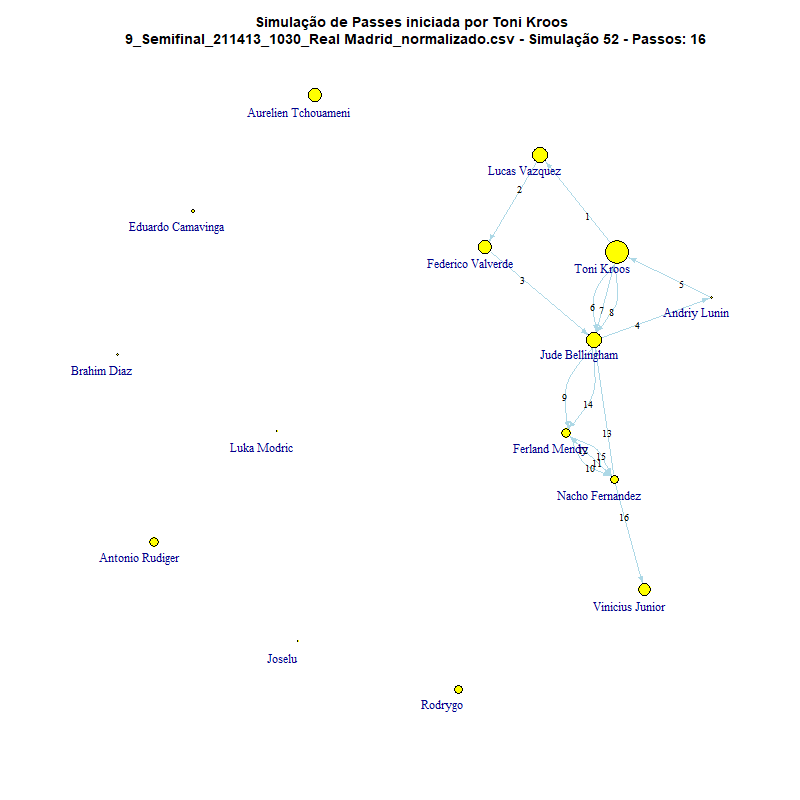 Simulação de Passes iniciada por Toni Kroos
9_Semifinal_211413_1030_Real Madrid_normalizado.csv - Simulação 52 - Passos: 16
Aurelien Tchouameni
Lucas Vazquez
2
1
Eduardo Camavinga
Federico Valverde
Toni Kroos
3
5
6
7
8
Andriy Lunin
4
Jude Bellingham
Brahim Diaz
9
14
13
Luka Modric
Ferland Mendy
12
15
10
11
Nacho Fernandez
16
Antonio Rudiger
Vinicius Junior
Joselu
Rodrygo